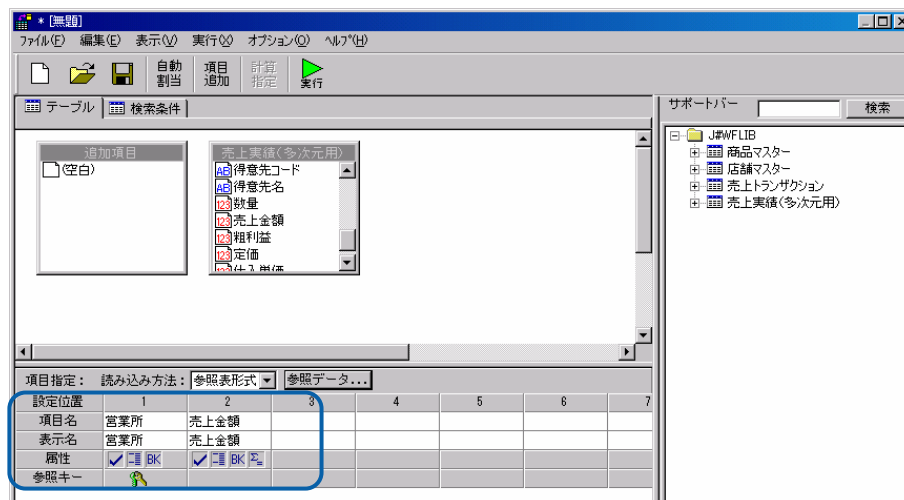 * [無題]
ファイル(F) 編集(E) 表示(V) 実行(X) オプション(O) ヘルプ(H)
自動割当 項目追加 計算指定 実行
テーブル 検索条件
サポートバー 検索
追加項目
(空白)
売上実績(多次元用)
得意先コード
得意先名
数量
売上金額
粗利益
定価
仕入単価
J#WFLIB
商品マスター
店舗マスター
売上トランザクション
売上実績(多次元用)
項目指定: 読み込み方法: 参照表形式 参照データ...
設定位置 1 2 3 4 5 6 7
項目名 営業所 売上金額
表示名 営業所 売上金額
属性 BK BK Σ=
参照キー